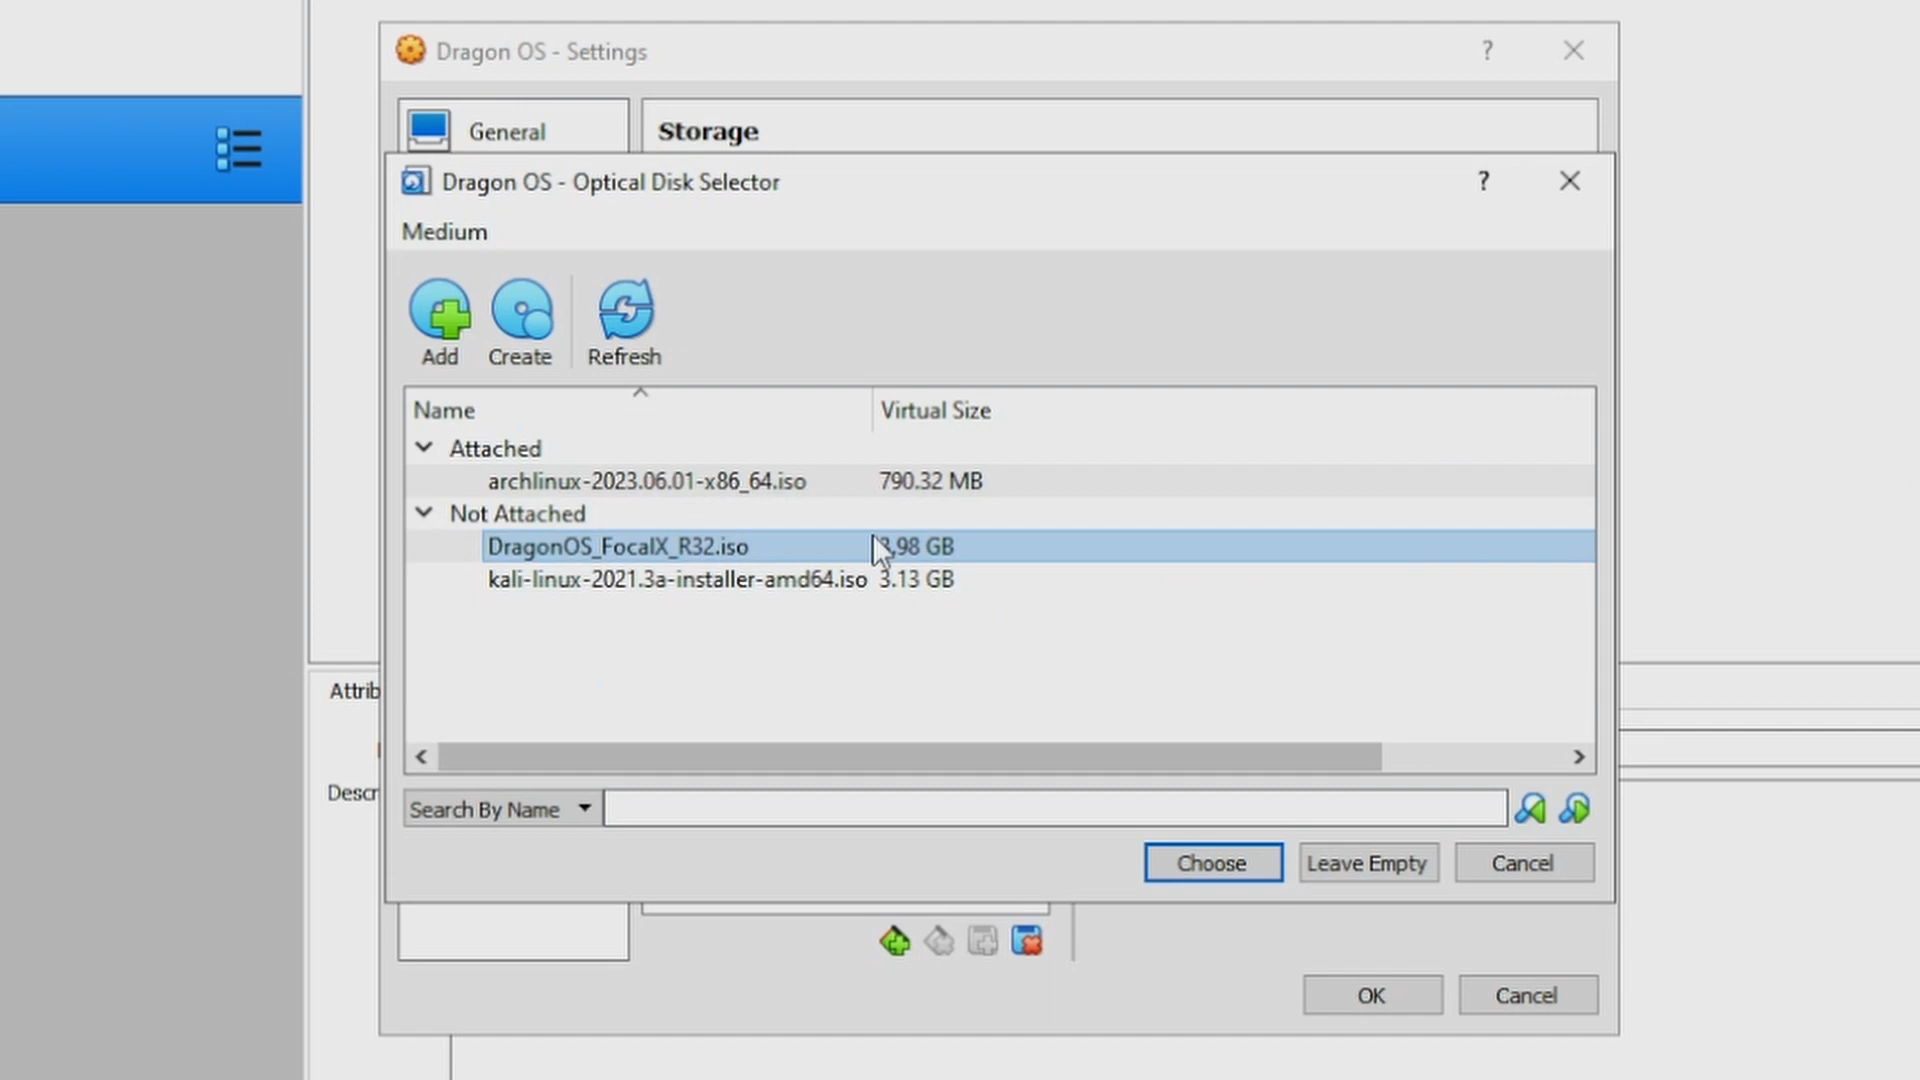 Dragon OS - Settings
?
General
Storage
Dragon OS - Optical Disk Selector
?
Medium
Add
Create
Refresh
Name
Virtual Size
Attached
archlinux-2023.06.01-x86_64.iso
790.32 MB
Not Attached
DragonOS_FocalX_R32.iso
.98 GB
kali-linux-2021.3a-installer-amd64.iso
3.13 GB
Attrib
Descr
Search By Name
Choose
Leave Empty
Cancel
OK
Cancel